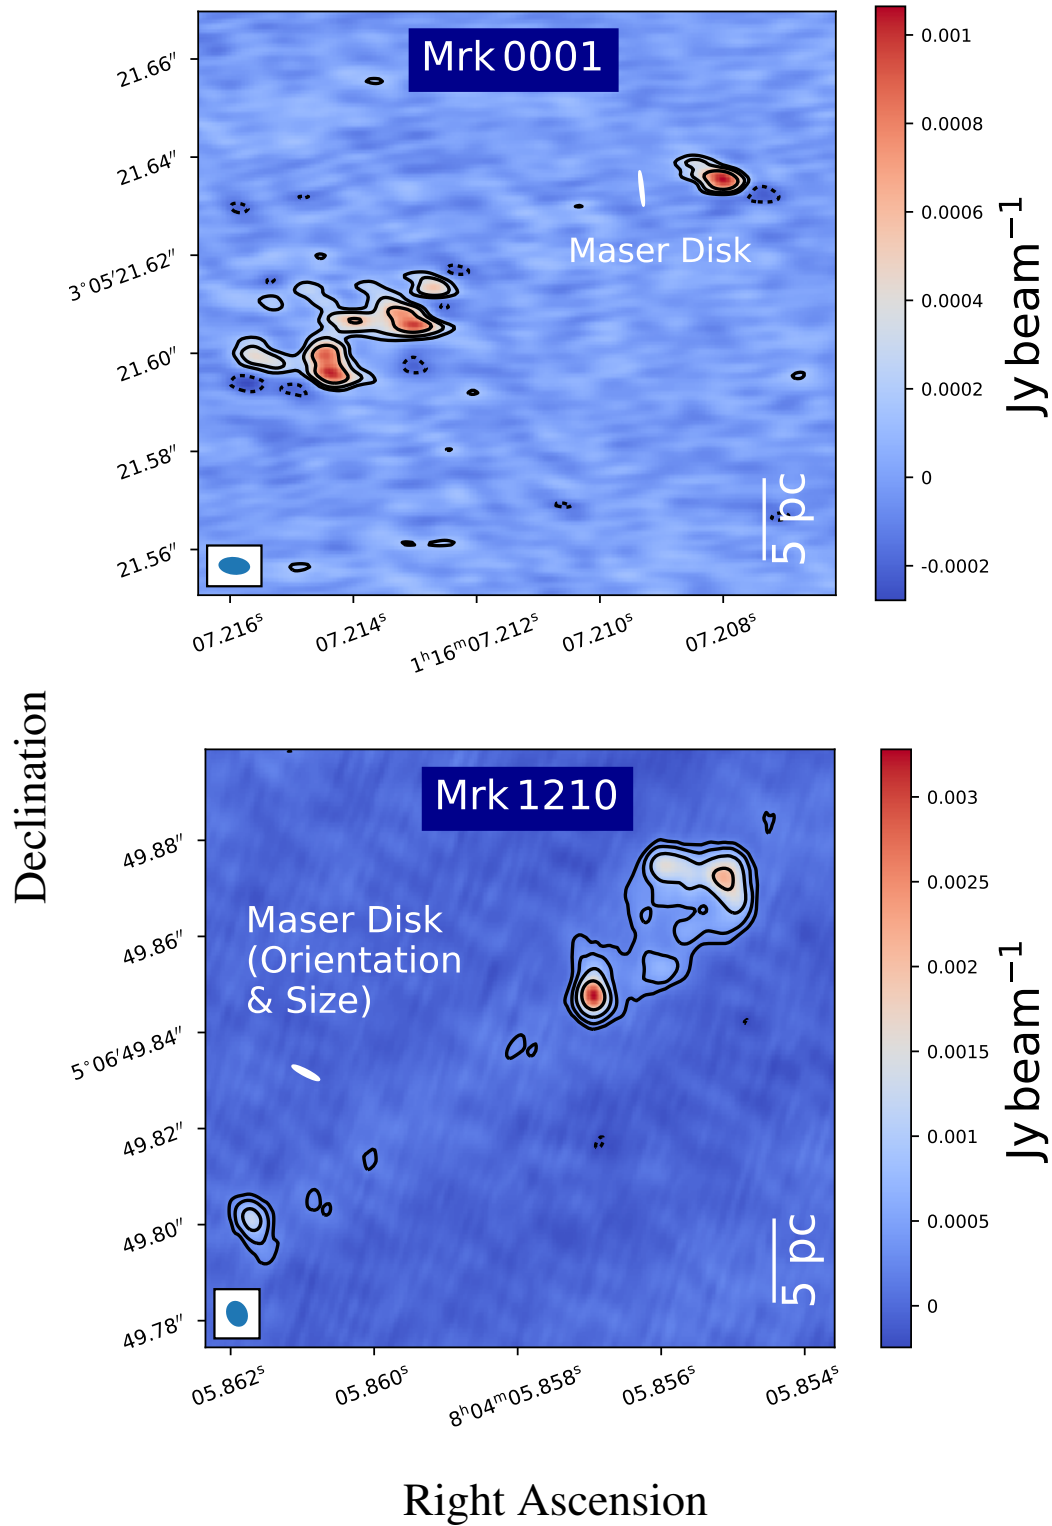 Mrk 0001
Maser Disk
5 pc
21.66″
21.64″
3°05′21.62″
21.60″
21.58″
21.56″
07.216ˢ
07.214ˢ
1ʰ16ᵐ07.212ˢ
07.210ˢ
07.208ˢ
0.001
0.0008
0.0006
0.0004
0.0002
0
-0.0002
Jy beam⁻¹
Declination
Mrk 1210
Maser Disk
(Orientation
& Size)
5 pc
49.88″
49.86″
5°06′49.84″
49.82″
49.80″
49.78″
05.862ˢ
05.860ˢ
8ʰ04ᵐ05.858ˢ
05.856ˢ
05.854ˢ
0.003
0.0025
0.002
0.0015
0.001
0.0005
0
Jy beam⁻¹
Right Ascension